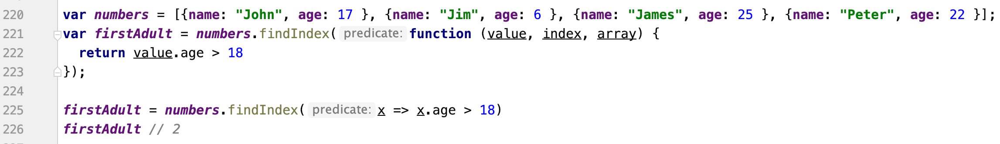 220 var numbers = [{name: "John", age: 17 }, {name: "Jim", age: 6 }, {name: "James", age: 25 }, {name: "Peter", age: 22 }];
221 var firstAdult = numbers.findIndex( predicate: function (value, index, array) {
222   return value.age > 18
223 });
224
225 firstAdult = numbers.findIndex( predicate: x => x.age > 18)
226 firstAdult // 2